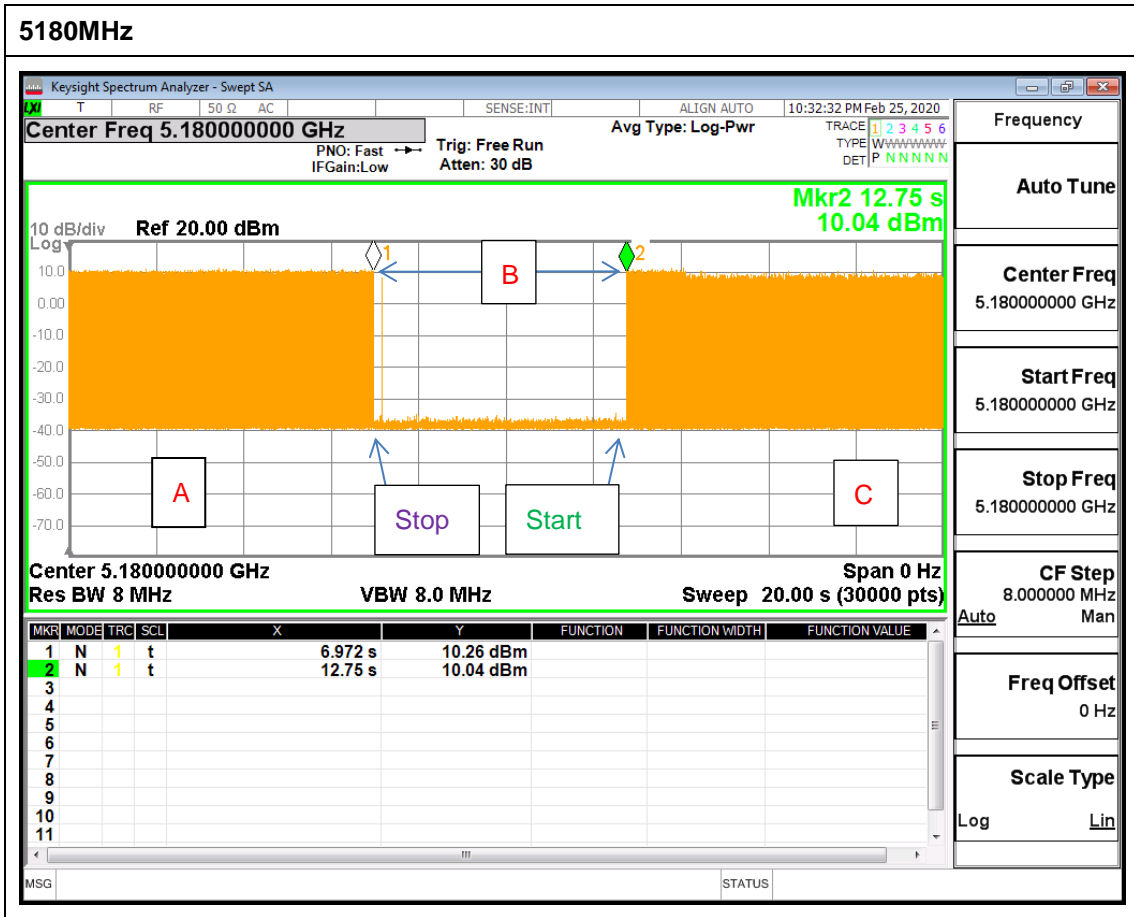 5180MHz
Keysight Spectrum Analyzer - Swept SA
LXI T RF 50 Ω AC SENSE:INT ALIGN AUTO 10:32:32 PM Feb 25, 2020
Center Freq 5.180000000 GHz
PNO: Fast
IFGain:Low
Trig: Free Run
Atten: 30 dB
Avg Type: Log-Pwr
TRACE 1 2 3 4 5 6
TYPE WWWWWWW
DET P N N N N N
Mkr2 12.75 s
10.04 dBm
10 dB/div Ref 20.00 dBm
Log
10.0
0.00
-10.0
-20.0
-30.0
-40.0
-50.0
-60.0
-70.0
1
2
B
A
C
Stop
Start
Center 5.180000000 GHz Span 0 Hz
Res BW 8 MHz VBW 8.0 MHz Sweep 20.00 s (30000 pts)
MKR MODE TRC SCL X Y FUNCTION FUNCTION WIDTH FUNCTION VALUE
1 N 1 t 6.972 s 10.26 dBm
2 N 1 t 12.75 s 10.04 dBm
3
4
5
6
7
8
9
10
11
MSG STATUS
Frequency
Auto Tune
Center Freq
5.180000000 GHz
Start Freq
5.180000000 GHz
Stop Freq
5.180000000 GHz
CF Step
8.000000 MHz
Auto Man
Freq Offset
0 Hz
Scale Type
Log Lin